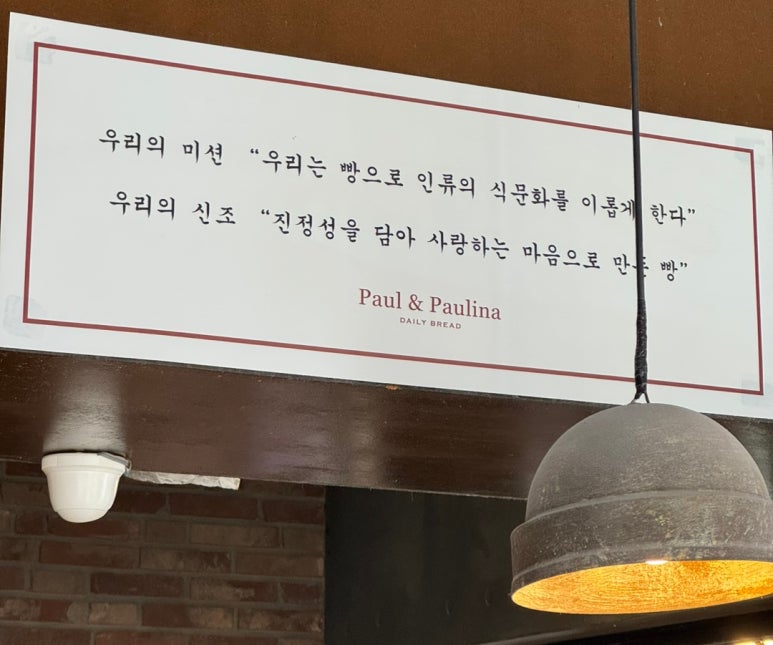 우리의 미션 “우리는 빵으로 인류의 식문화를 이롭게 한다”
우리의 신조 “진정성을 담아 사랑하는 마음으로 만든 빵”
Paul & Paulina
DAILY BREAD